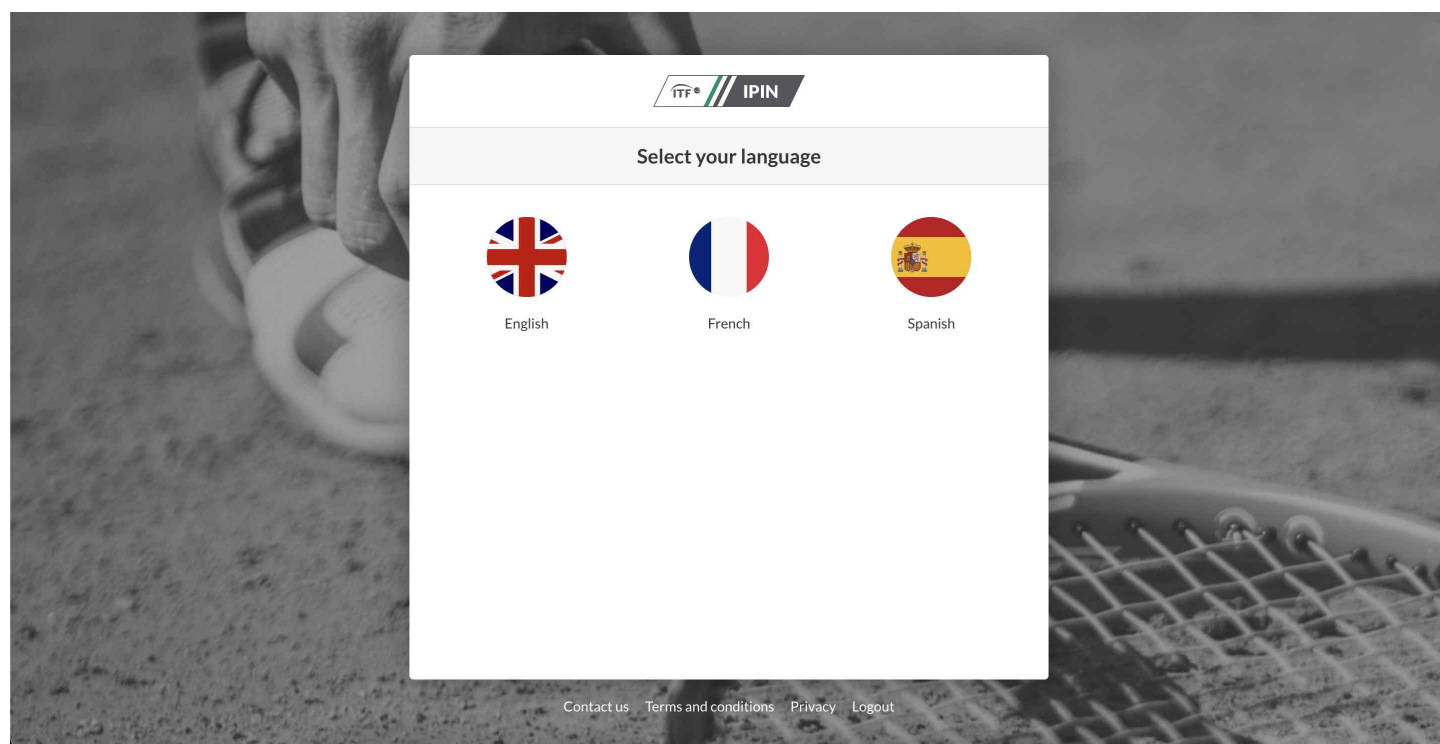 ITF IPIN
Select your language
English French Spanish
Contact us Terms and conditions Privacy Logout